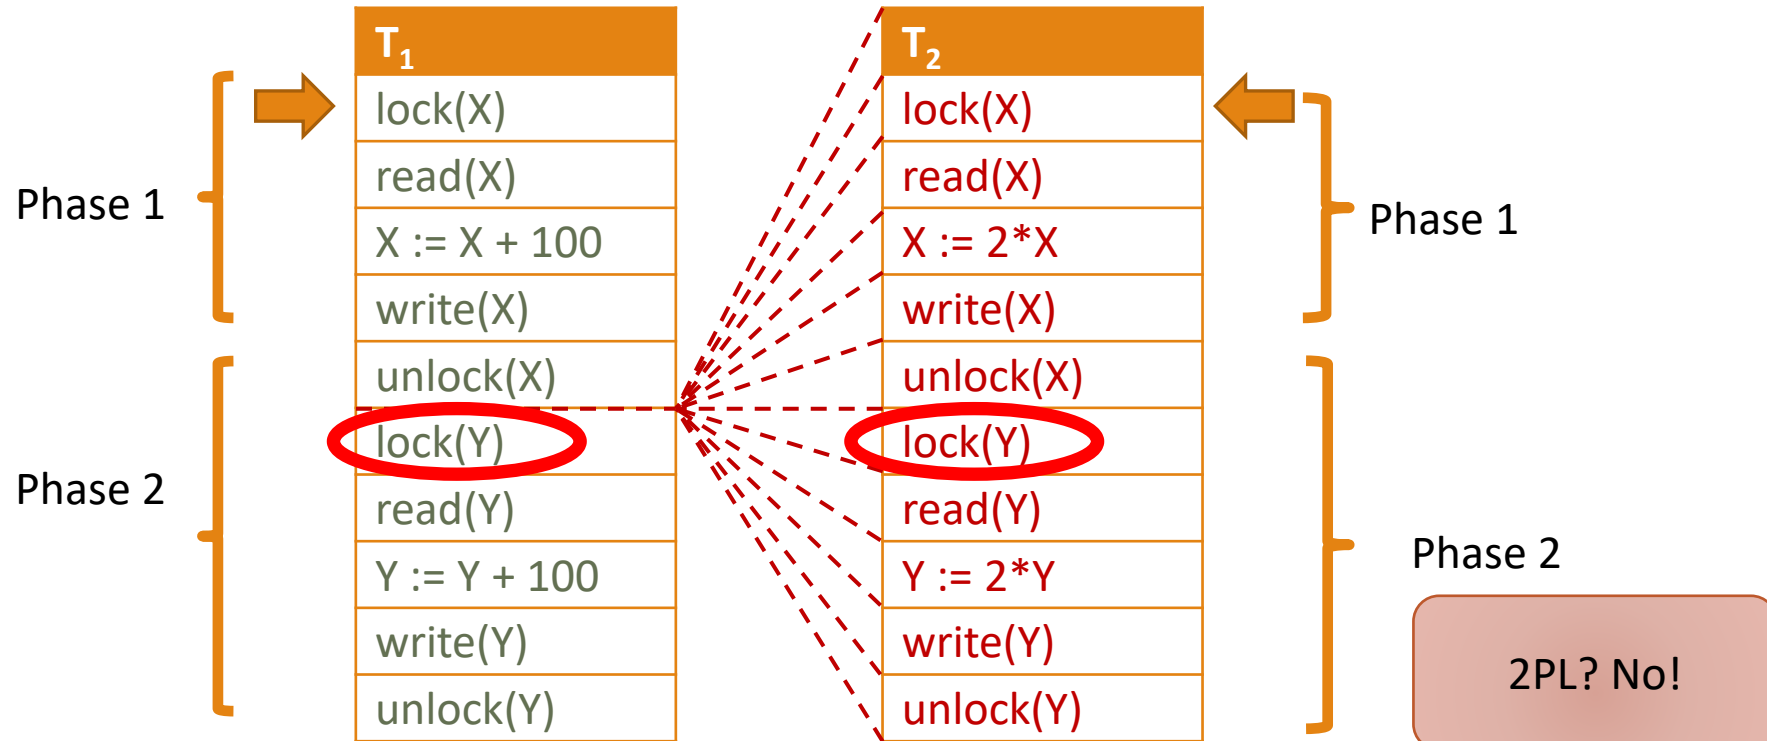 T₁
lock(X)
read(X)
X := X + 100
write(X)
unlock(X)
lock(Y)
read(Y)
Y := Y + 100
write(Y)
unlock(Y)
Phase 1
Phase 2
T₂
lock(X)
read(X)
X := 2*X
write(X)
unlock(X)
lock(Y)
read(Y)
Y := 2*Y
write(Y)
unlock(Y)
Phase 1
Phase 2
2PL? No!